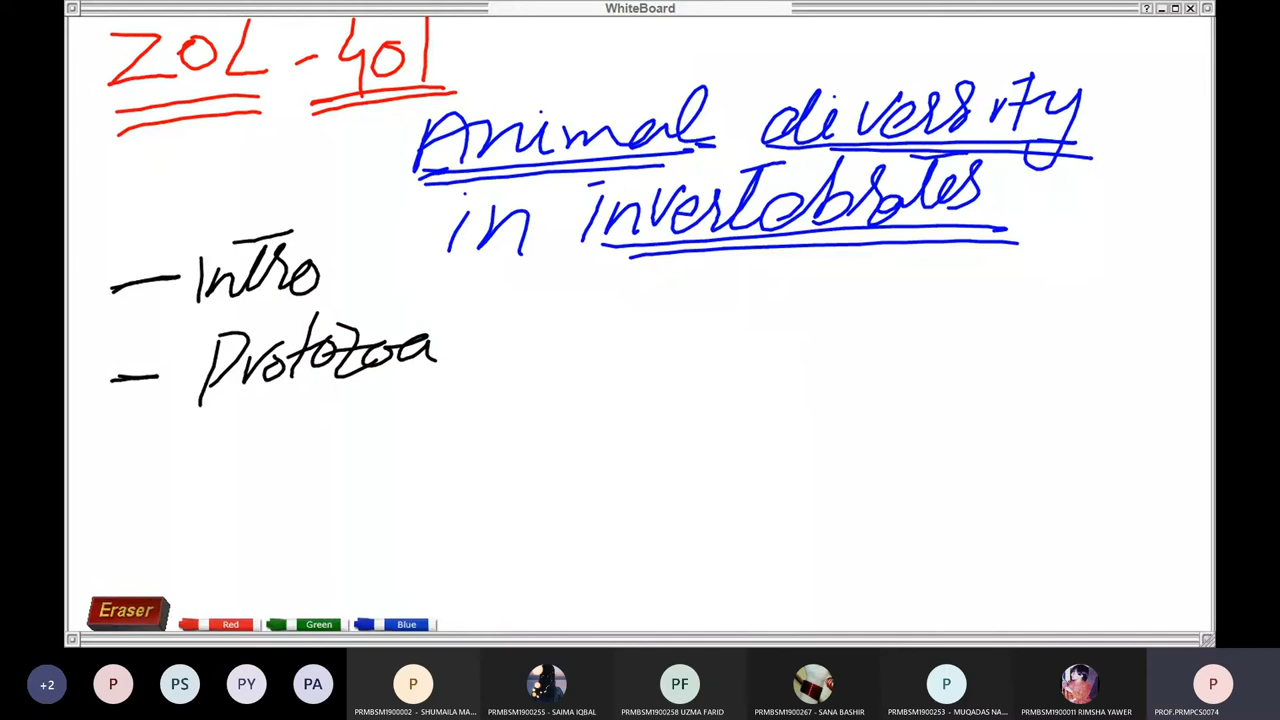 WhiteBoard
ZOL - 401
Animal diversity
in invertebrates
— Intro
— Protozoa
Eraser
Red
Green
Blue
+2
P
PS
PY
PA
P
PF
P
P
PRMBSM1900002 - SHUMAILA MA...
PRMBSM1900255 - SAIMA IQBAL
PRMBSM1900258 UZMA FARID
PRMBSM1900267 - SANA BASHIR
PRMBSM1900253 - MUQADAS NA...
PRMBSM1900011 RIMSHA YAWER
PROF.PRMPCS0074